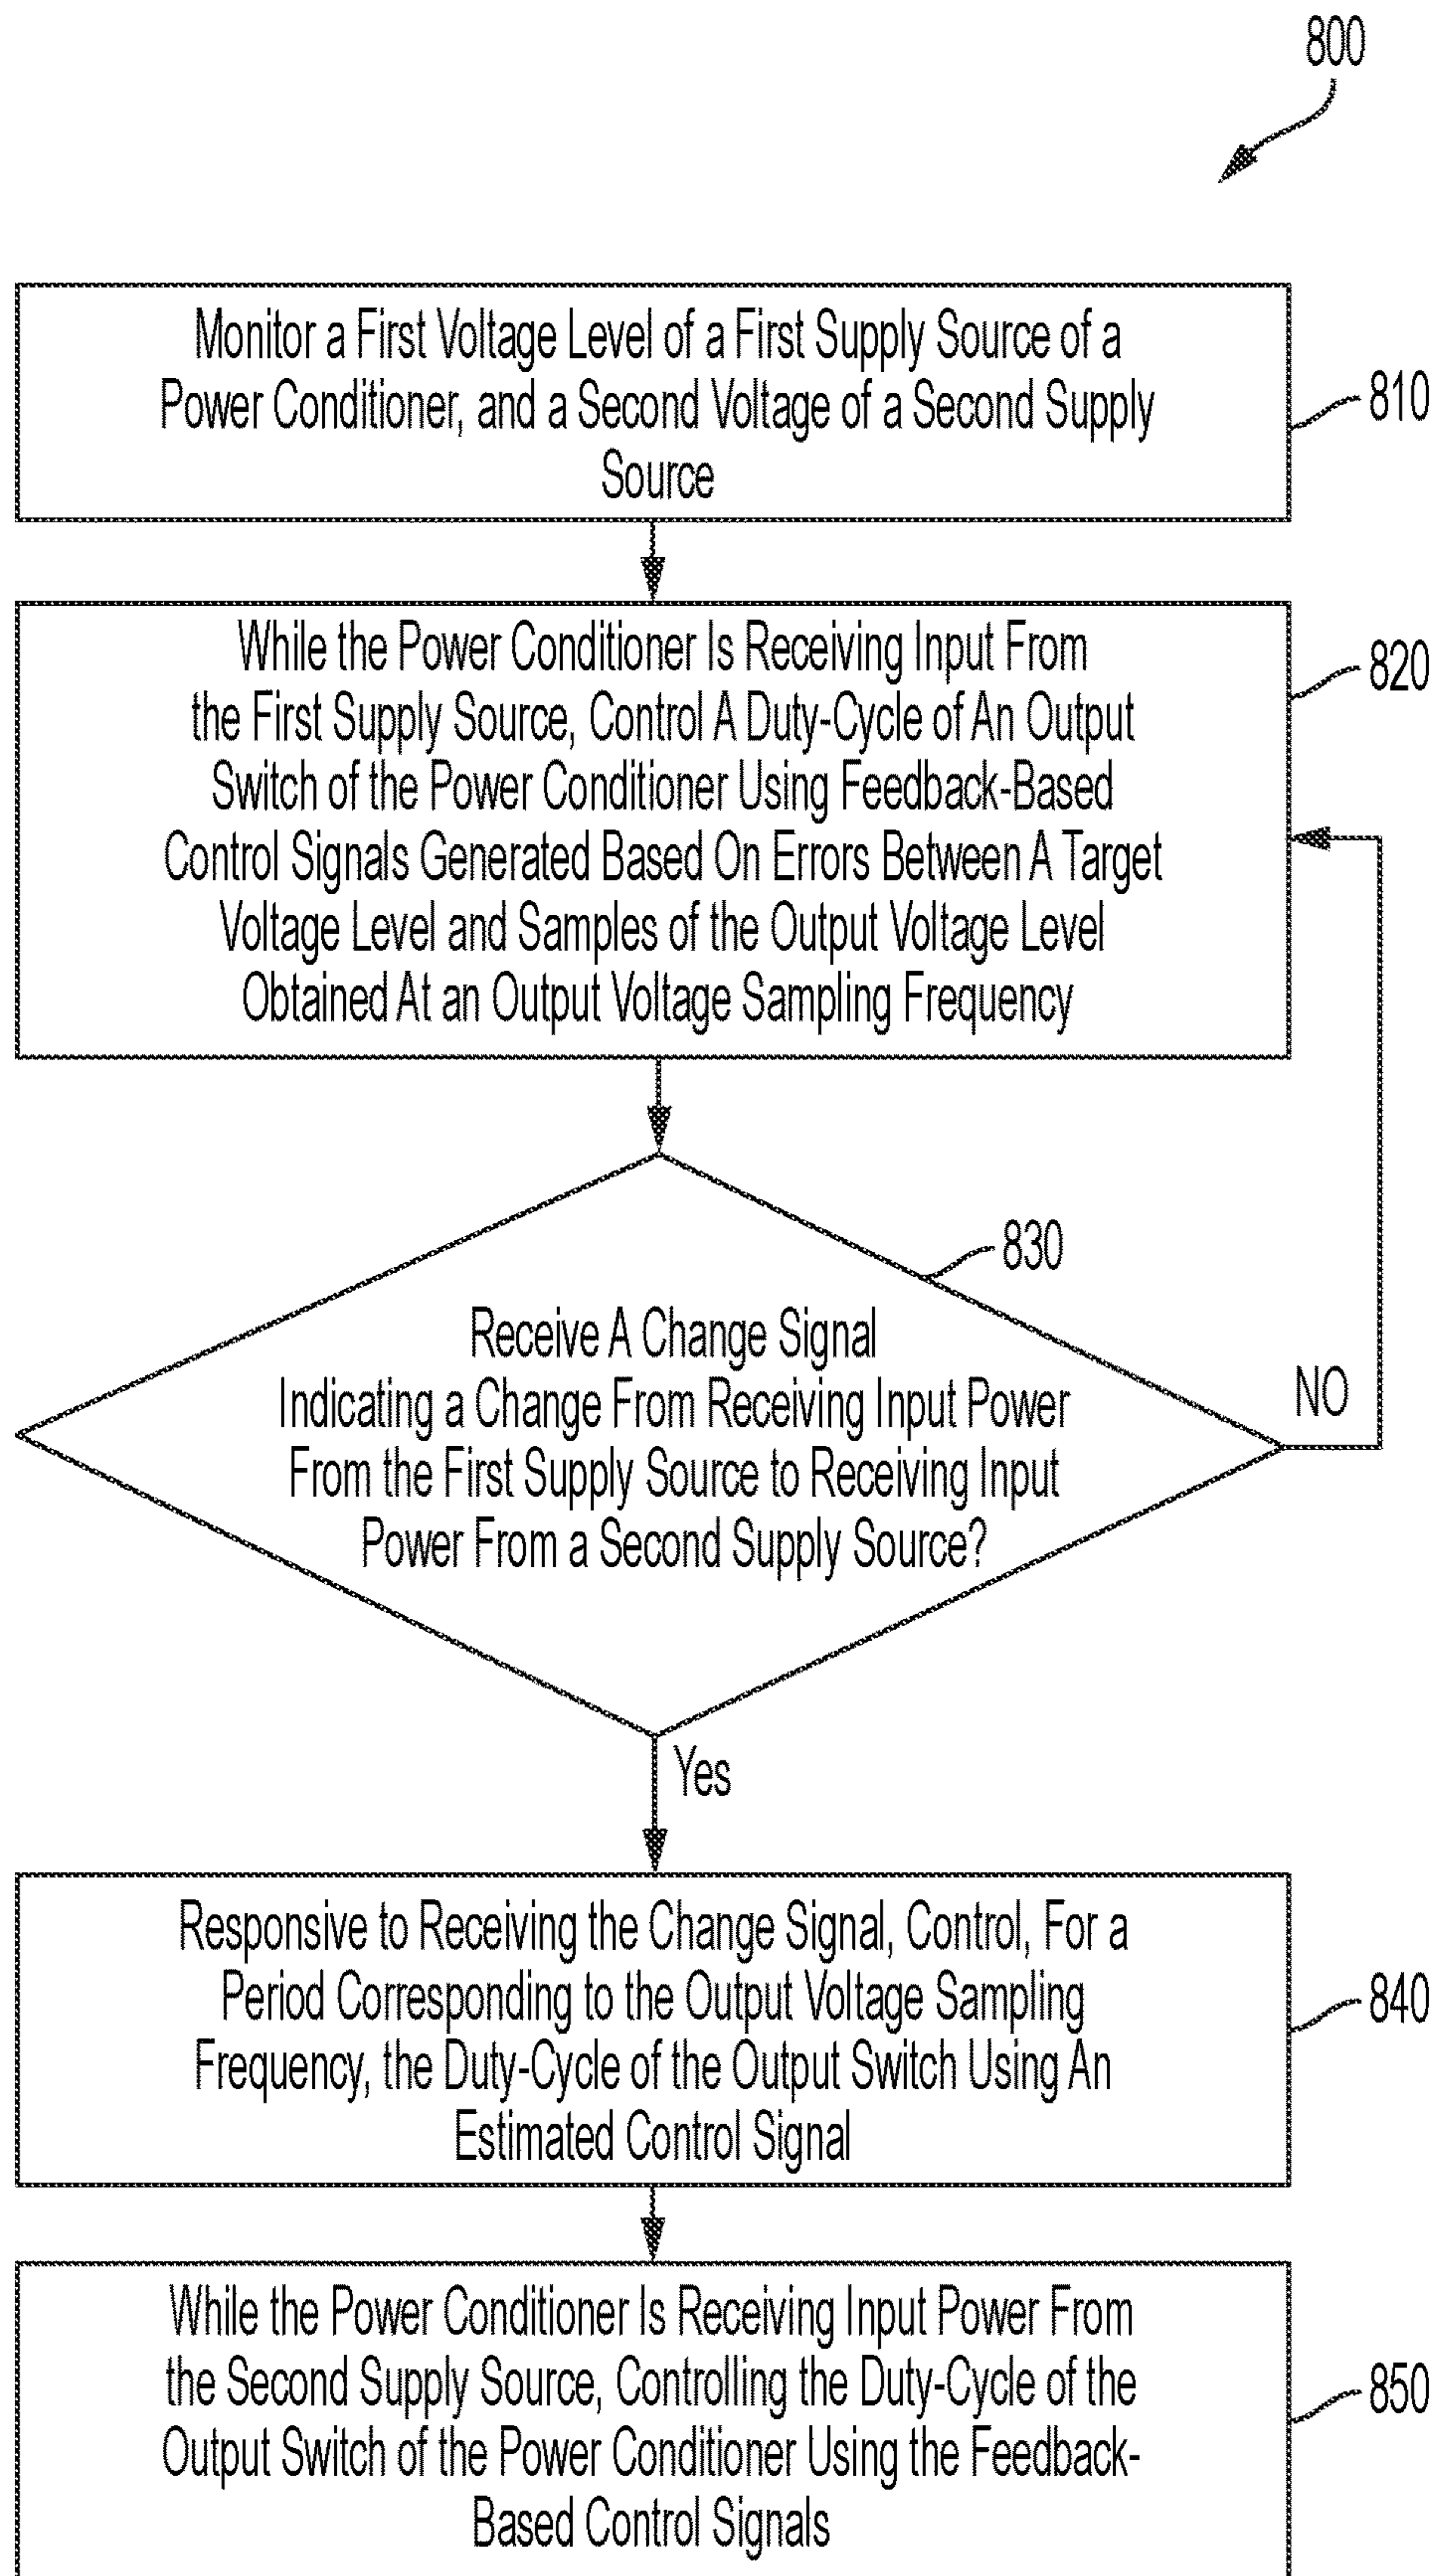 800
Monitor a First Voltage Level of a First Supply Source of a
Power Conditioner, and a Second Voltage of a Second Supply
Source
810
While the Power Conditioner Is Receiving Input From
the First Supply Source, Control A Duty-Cycle of An Output
Switch of the Power Conditioner Using Feedback-Based
Control Signals Generated Based On Errors Between A Target
Voltage Level and Samples of the Output Voltage Level
Obtained At an Output Voltage Sampling Frequency
820
830
Receive A Change Signal
Indicating a Change From Receiving Input Power
From the First Supply Source to Receiving Input
Power From a Second Supply Source?
NO
Yes
Responsive to Receiving the Change Signal, Control, For a
Period Corresponding to the Output Voltage Sampling
Frequency, the Duty-Cycle of the Output Switch Using An
Estimated Control Signal
840
While the Power Conditioner Is Receiving Input Power From
the Second Supply Source, Controlling the Duty-Cycle of the
Output Switch of the Power Conditioner Using the Feedback-
Based Control Signals
850